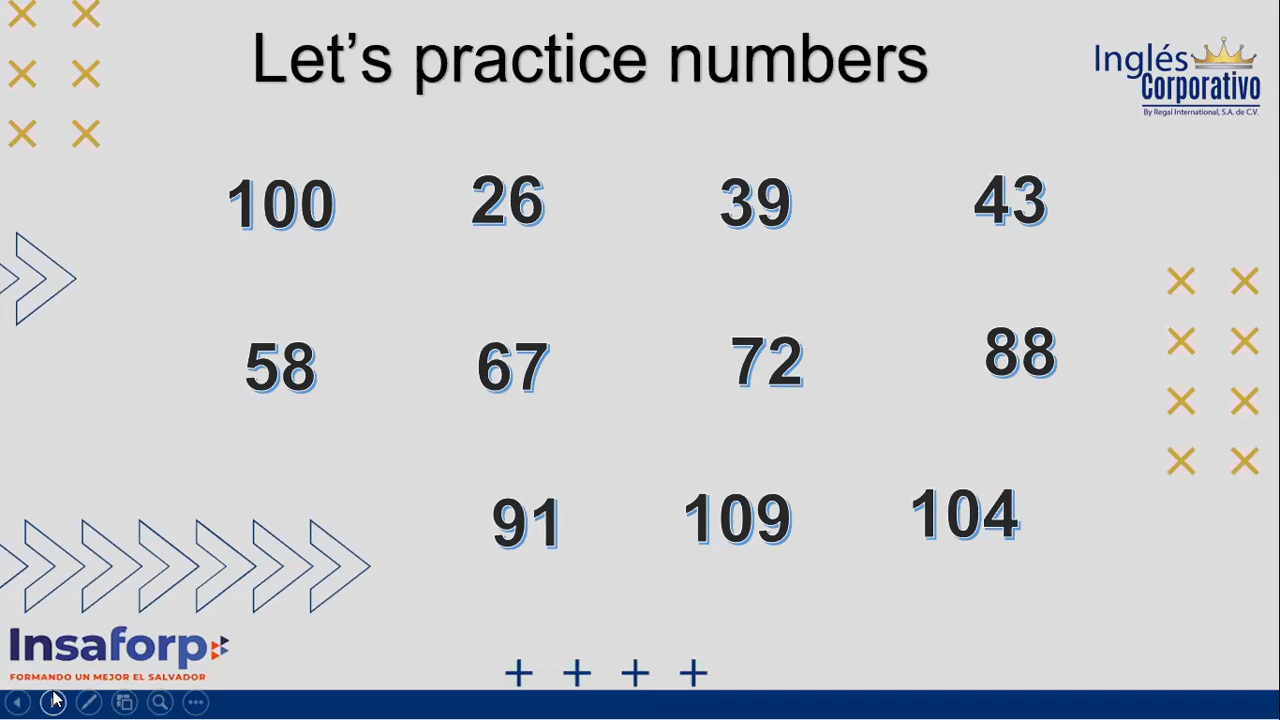 Let's practice numbers
Inglés
Corporativo
By Regal International, S.A. de C.V.
100 26 39 43
58 67 72 88
91 109 104
Insaforp
FORMANDO UN MEJOR EL SALVADOR